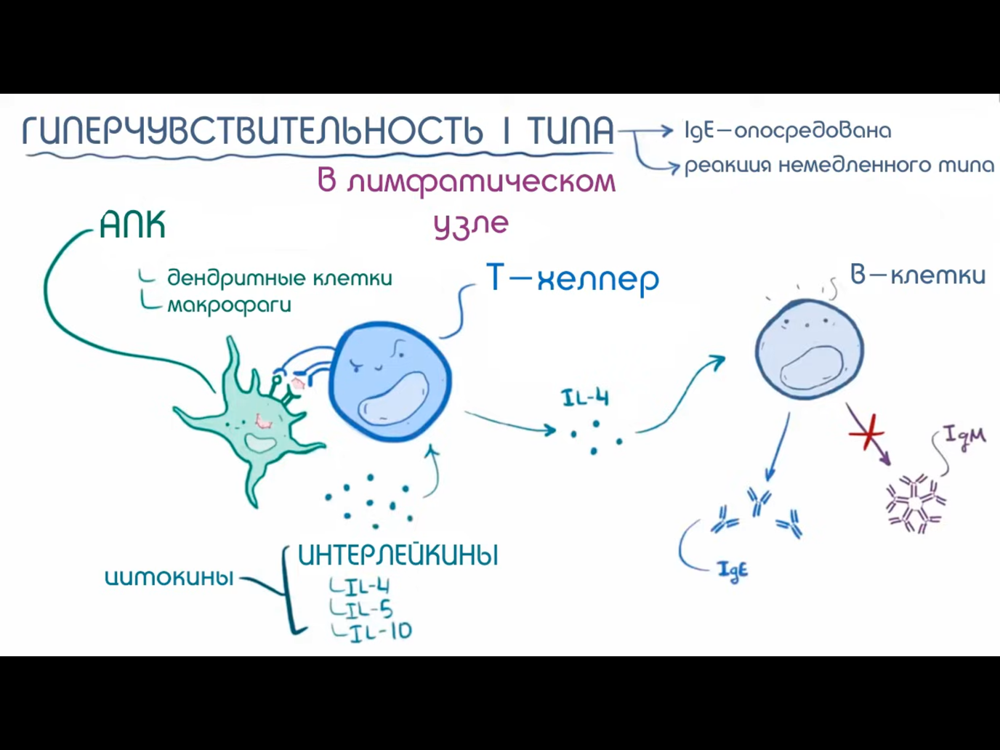 ГИПЕРЧУВСТВИТЕЛЬНОСТЬ I ТИПА
IgE—опосредована
реакция немедленного типа
В лимфатическом
узле
АПК
дендритные клетки
макрофаги
Т—хелпер
В—клетки
IL-4
IgM
IgE
цитокины
ИНТЕРЛЕЙКИНЫ
IL-4
IL-5
IL-10